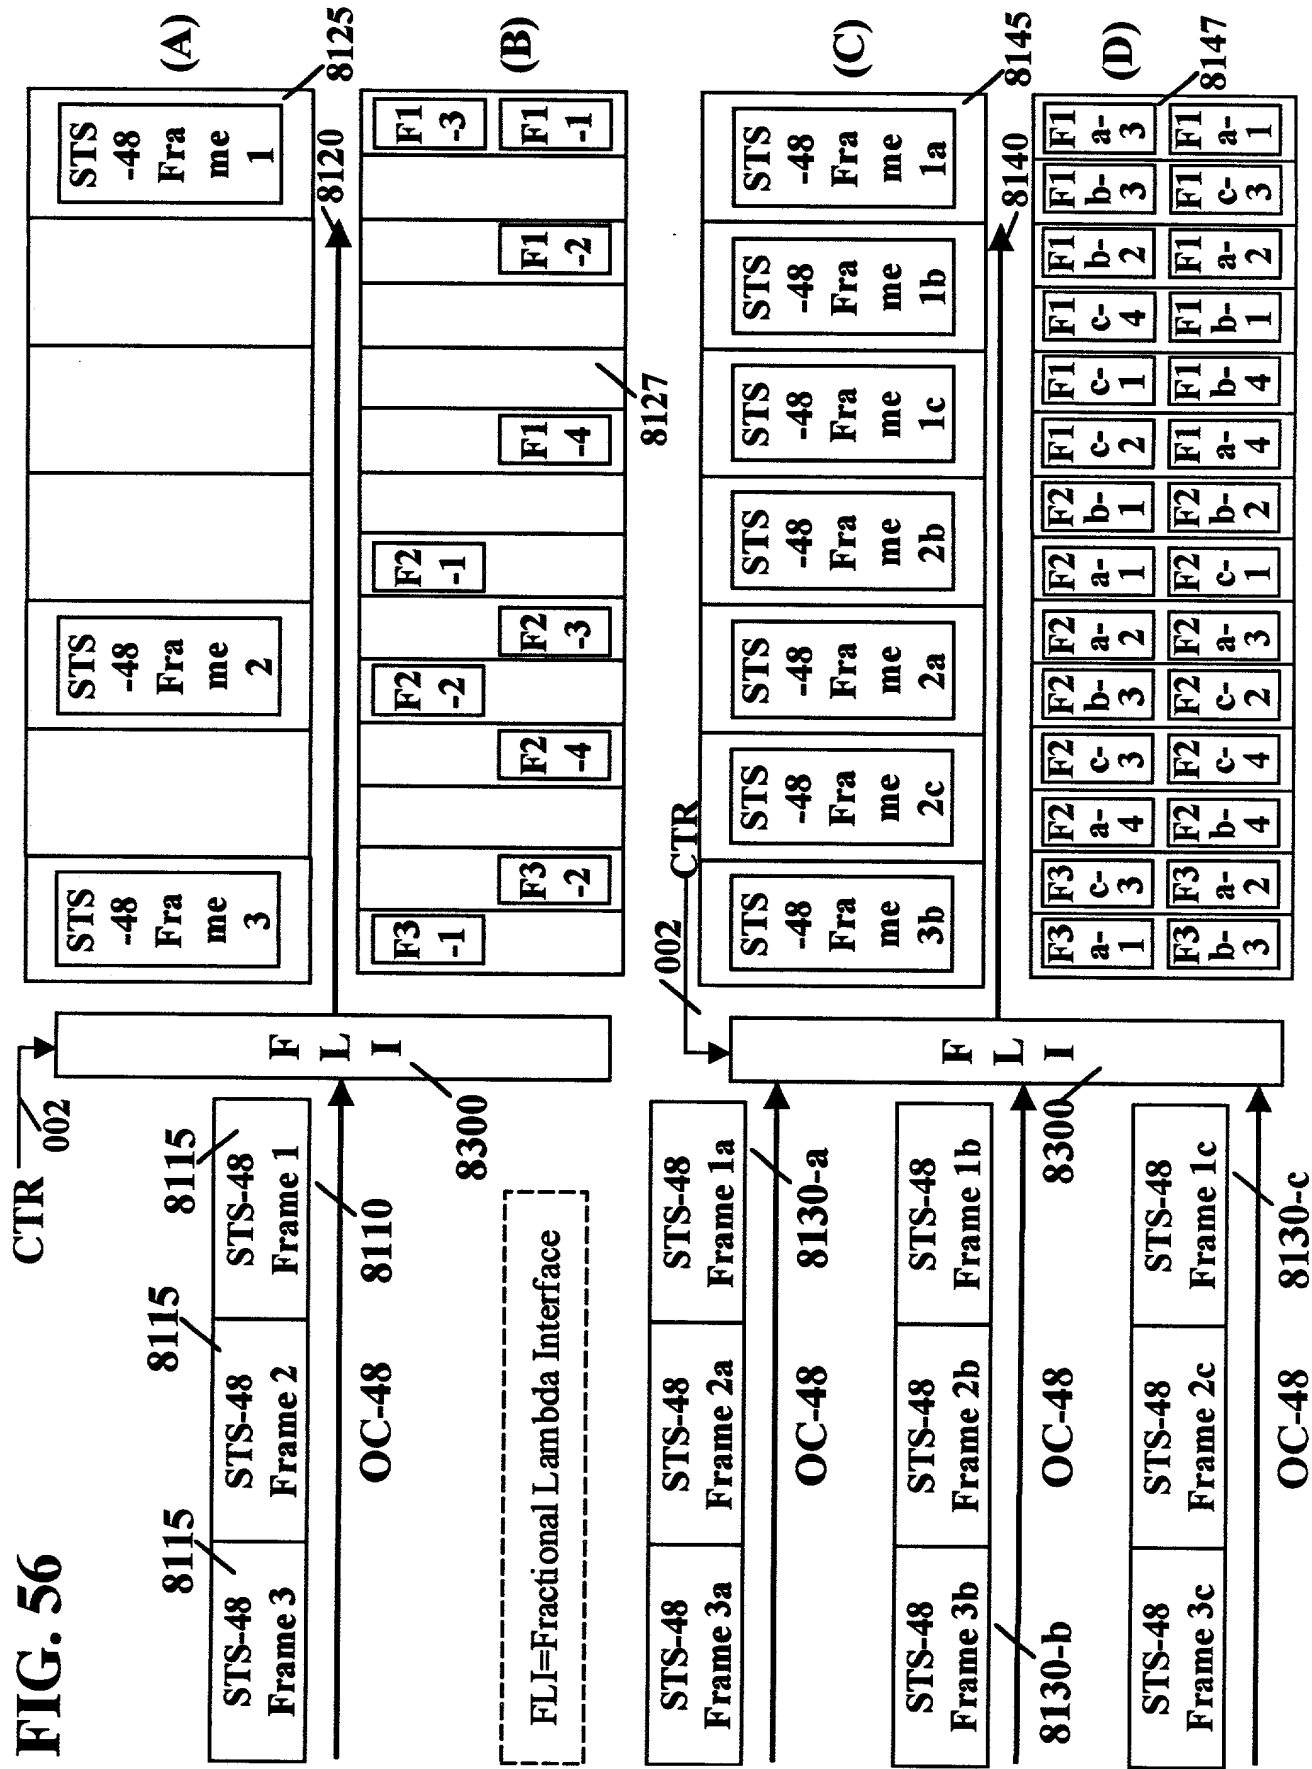 FIG. 56
CTR
002
8115
8115
8115
STS-48
Frame 3
STS-48
Frame 2
STS-48
Frame 1
8110
OC-48
F
L
I
8300
STS
-48
Fra
me
3
STS
-48
Fra
me
2
STS
-48
Fra
me
1
(A)
8125
8120
F3
-1
F3
-2
F2
-4
F2
-2
F2
-3
F2
-1
F1
-4
F1
-2
F1
-3
F1
-1
(B)
8127
FLI=Fractional Lambda Interface
002
CTR
STS-48
Frame 3a
STS-48
Frame 2a
STS-48
Frame 1a
8130-a
OC-48
STS-48
Frame 3b
STS-48
Frame 2b
STS-48
Frame 1b
8130-b
OC-48
STS-48
Frame 3c
STS-48
Frame 2c
STS-48
Frame 1c
8130-c
OC-48
F
L
I
8300
STS
-48
Fra
me
3b
STS
-48
Fra
me
2c
STS
-48
Fra
me
2a
STS
-48
Fra
me
2b
STS
-48
Fra
me
1c
STS
-48
Fra
me
1b
STS
-48
Fra
me
1a
(C)
8145
8140
F3
a-
1
F3
c-
3
F2
a-
4
F2
c-
3
F2
b-
3
F2
a-
2
F2
a-
1
F2
b-
1
F1
c-
2
F1
c-
1
F1
c-
4
F1
b-
2
F1
b-
3
F1
a-
3
F3
b-
3
F3
a-
2
F2
b-
4
F2
c-
4
F2
c-
2
F2
a-
3
F2
c-
1
F2
b-
2
F1
a-
4
F1
b-
4
F1
b-
1
F1
a-
2
F1
c-
3
F1
a-
1
(D)
8147